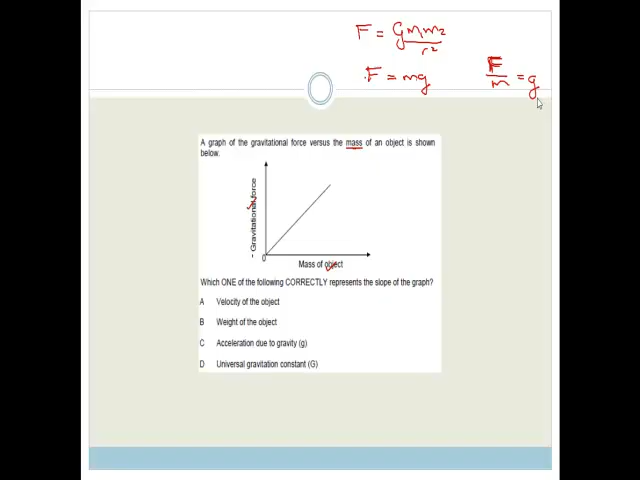 F = G m m2 / r²
F = mg
F / m = g
A graph of the gravitational force versus the mass of an object is shown
below.
Gravitational force
0
Mass of object
Which ONE of the following CORRECTLY represents the slope of the graph?
A Velocity of the object
B Weight of the object
C Acceleration due to gravity (g)
D Universal gravitation constant (G)